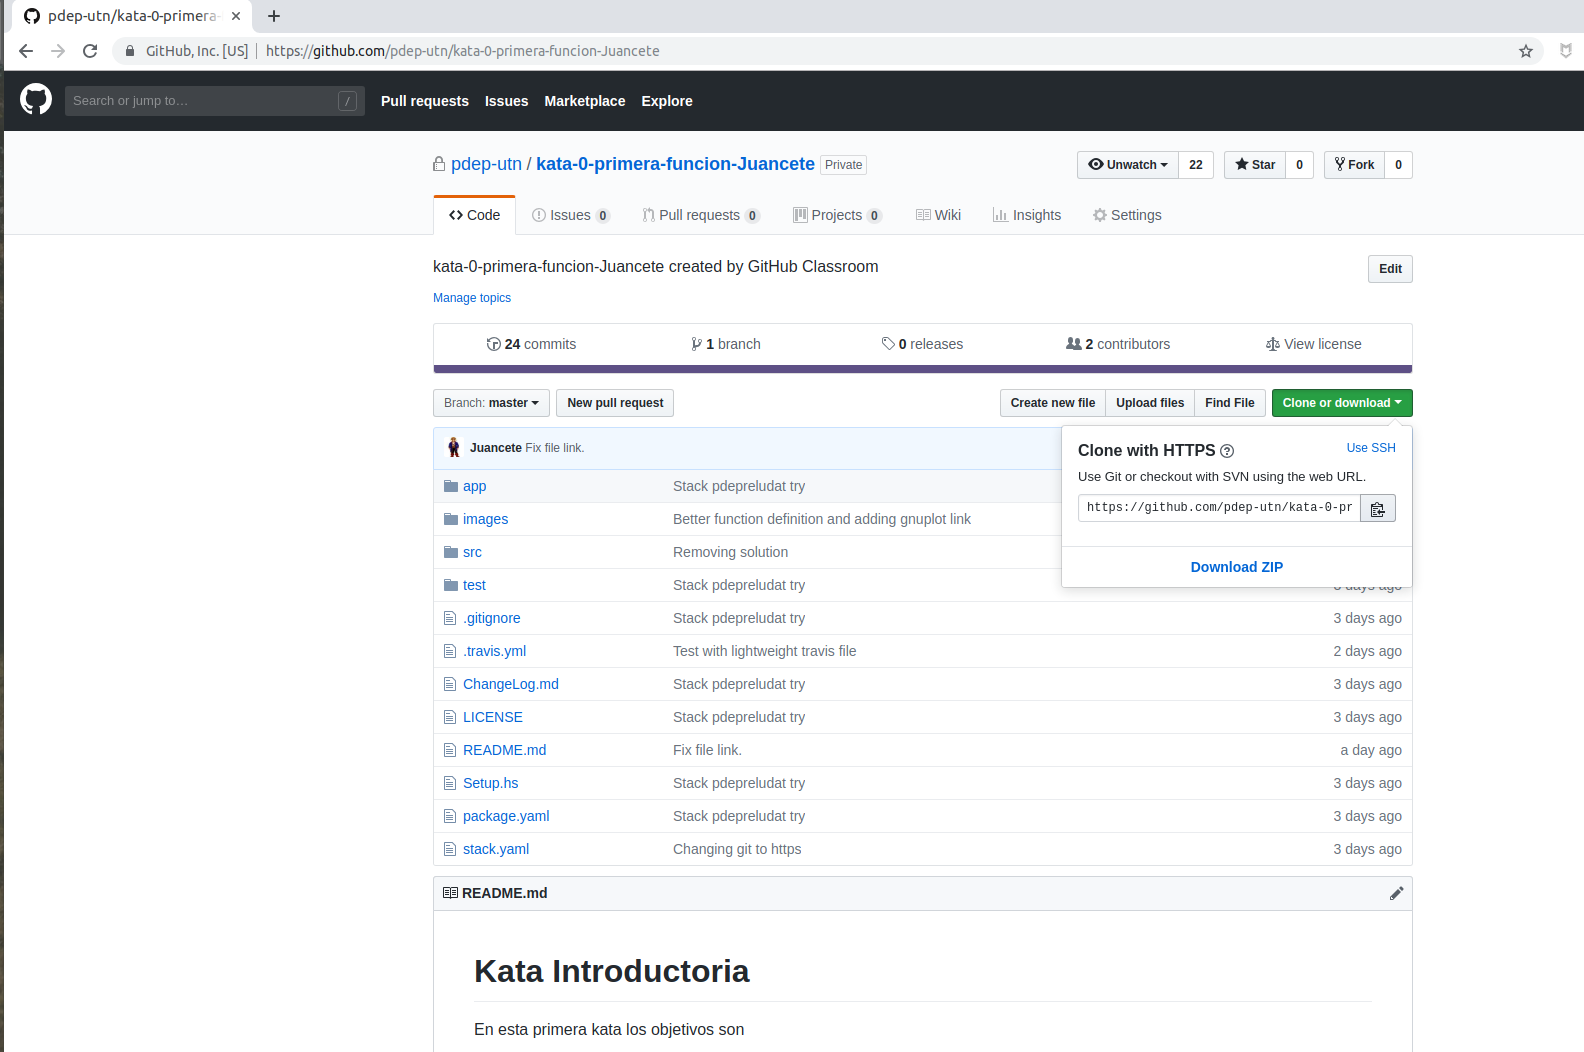 pdep-utn/kata-0-primera-
GitHub, Inc. [US] | https://github.com/pdep-utn/kata-0-primera-funcion-Juancete
Search or jump to… / Pull requests Issues Marketplace Explore
pdep-utn / kata-0-primera-funcion-Juancete Private Unwatch 22 Star 0 Fork 0
Code Issues 0 Pull requests 0 Projects 0 Wiki Insights Settings
kata-0-primera-funcion-Juancete created by GitHub Classroom Edit
Manage topics
24 commits 1 branch 0 releases 2 contributors View license
Branch: master New pull request Create new file Upload files Find File Clone or download
Juancete Fix file link.
Clone with HTTPS Use SSH
Use Git or checkout with SVN using the web URL.
https://github.com/pdep-utn/kata-0-pr
Download ZIP
app Stack pdepreludat try
images Better function definition and adding gnuplot link
src Removing solution
test Stack pdepreludat try 3 days ago
.gitignore Stack pdepreludat try 3 days ago
.travis.yml Test with lightweight travis file 2 days ago
ChangeLog.md Stack pdepreludat try 3 days ago
LICENSE Stack pdepreludat try 3 days ago
README.md Fix file link. a day ago
Setup.hs Stack pdepreludat try 3 days ago
package.yaml Stack pdepreludat try 3 days ago
stack.yaml Changing git to https 3 days ago
README.md
Kata Introductoria
En esta primera kata los objetivos son